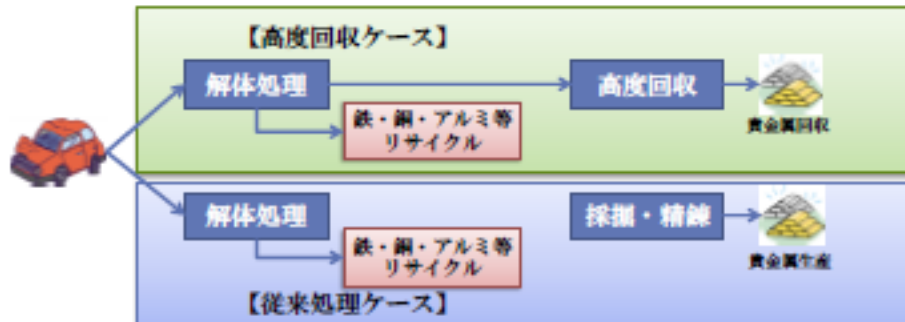 【高度回収ケース】
解体処理
高度回収
鉄・銅・アルミ等
リサイクル
貴金属回収
解体処理
採掘・精錬
鉄・銅・アルミ等
リサイクル
貴金属生産
【従来処理ケース】